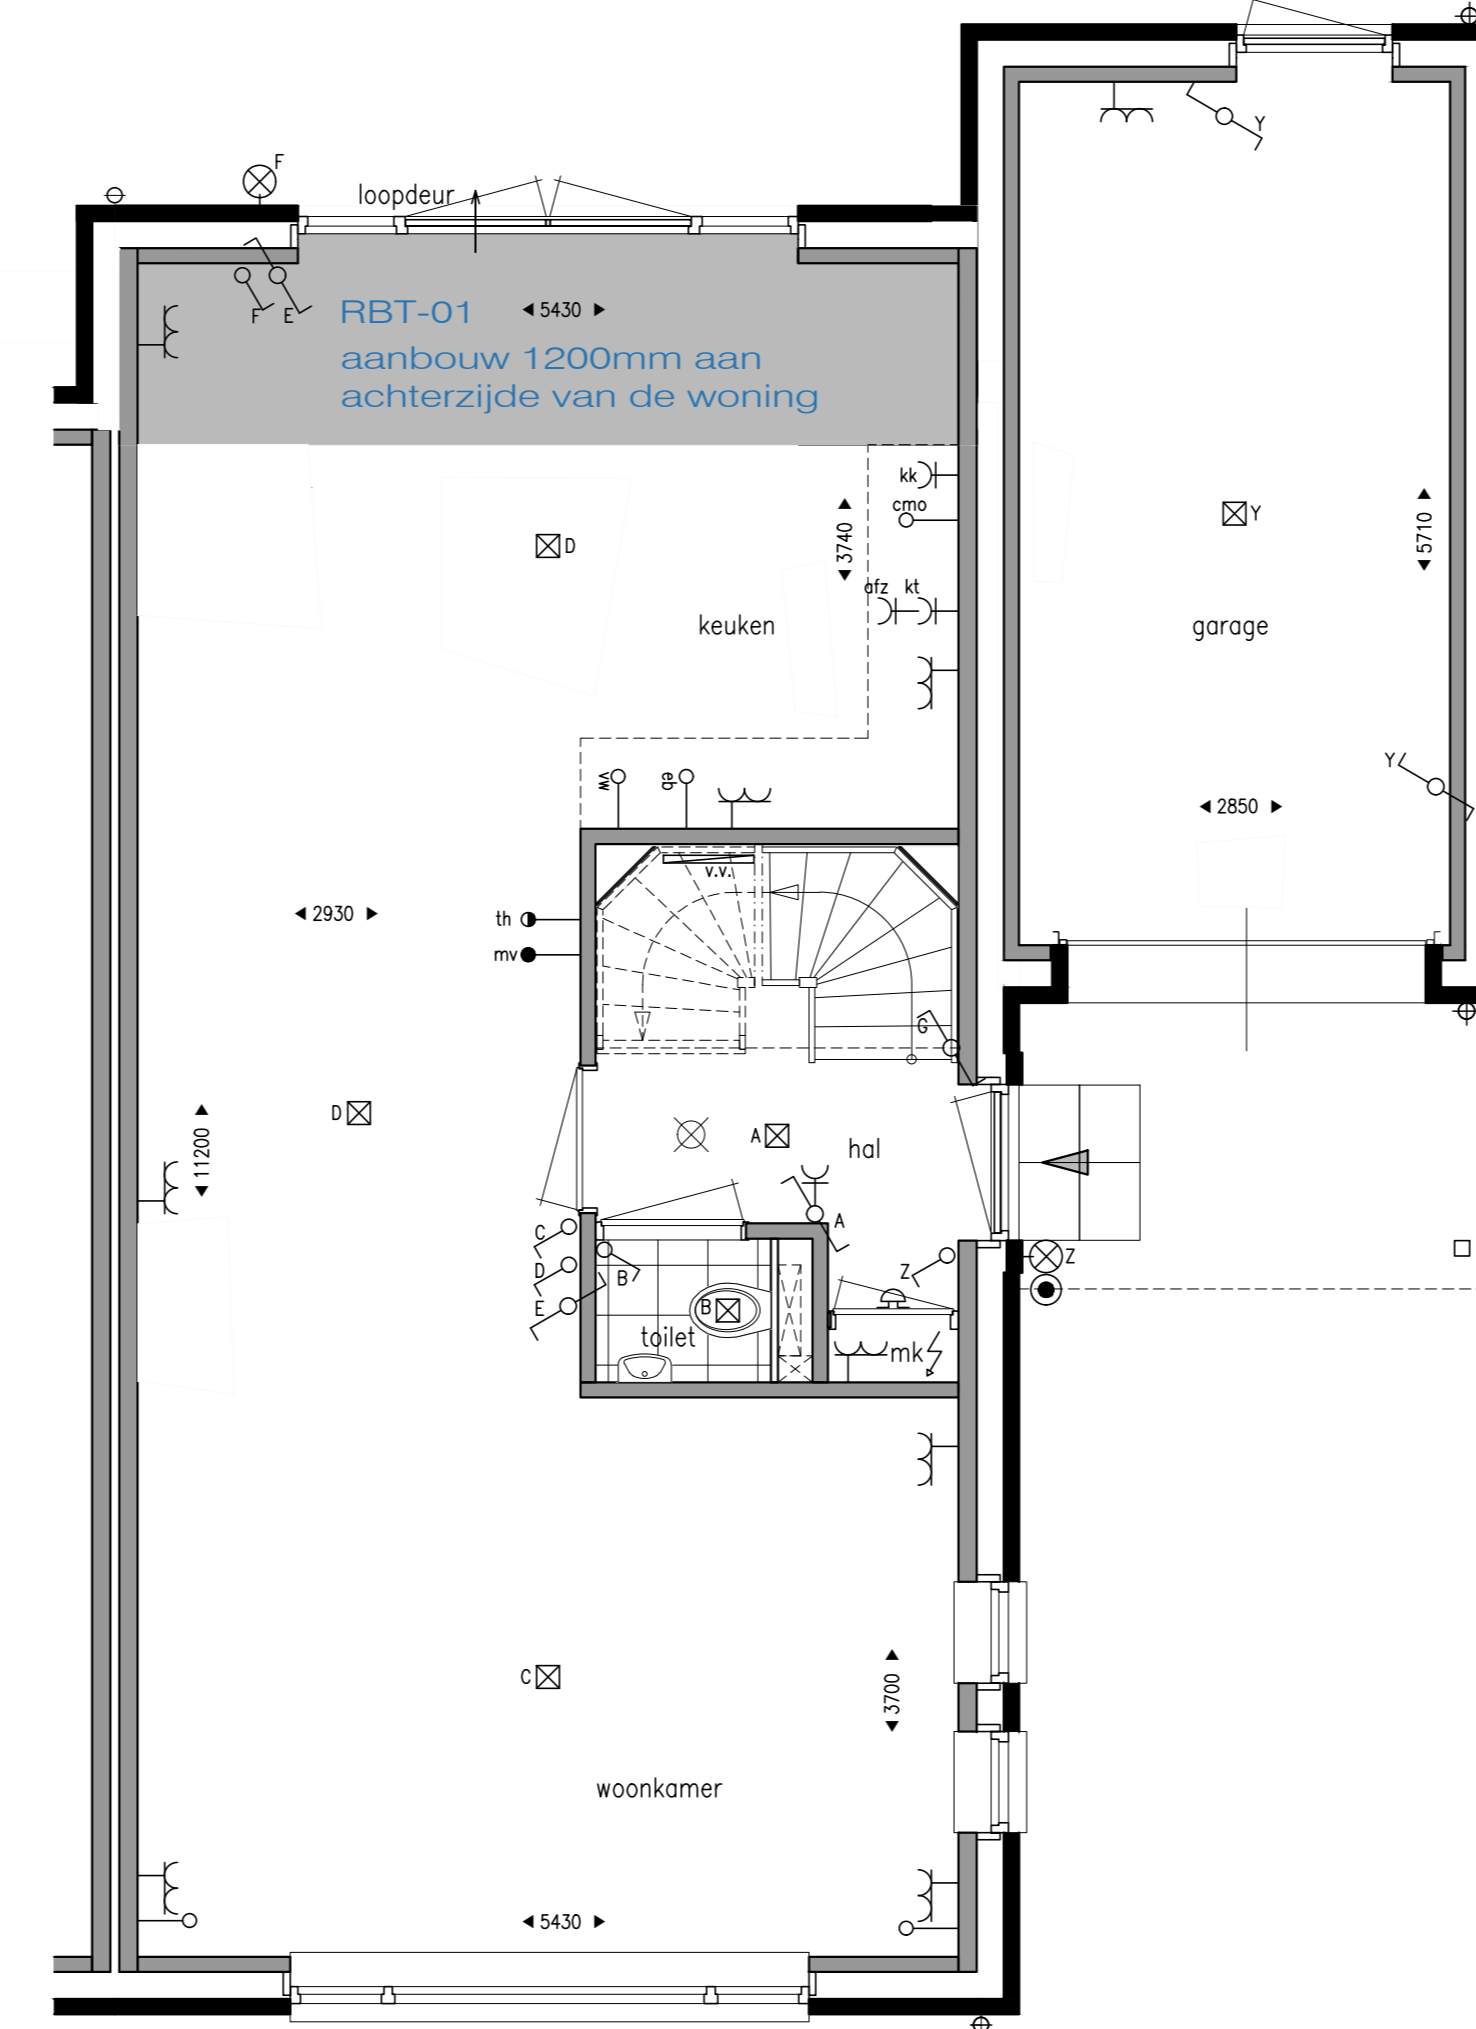 F
loopdeur
Y
F
E
RBT-01
5430
aanbouw 1200mm aan
achterzijde van de woning
kk
cmo
3740
D
Y
5710
afz
kt
keuken
garage
Y
vw
eb
2850
v.v.
2930
th
mv
G
D
11200
A
hal
C
A
D
B
Z
Z
E
B
toilet
mk
C
3700
woonkamer
5430